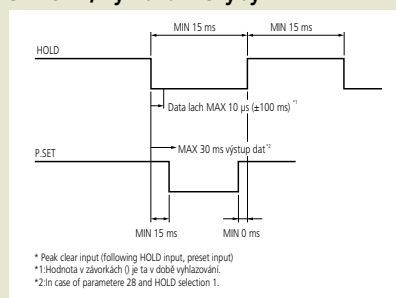 MIN 15 ms
MIN 15 ms
HOLD
Data lach MAX 10 µs (±100 ms) *1
MAX 30 ms výstup dat *2
P.SET
MIN 15 ms
MIN 0 ms
* Peak clear input (following HOLD input, preset input)
*1:Hodnota v závorkách () je ta v době vyhlazování.
*2:In case of parametere 28 and HOLD selection 1.